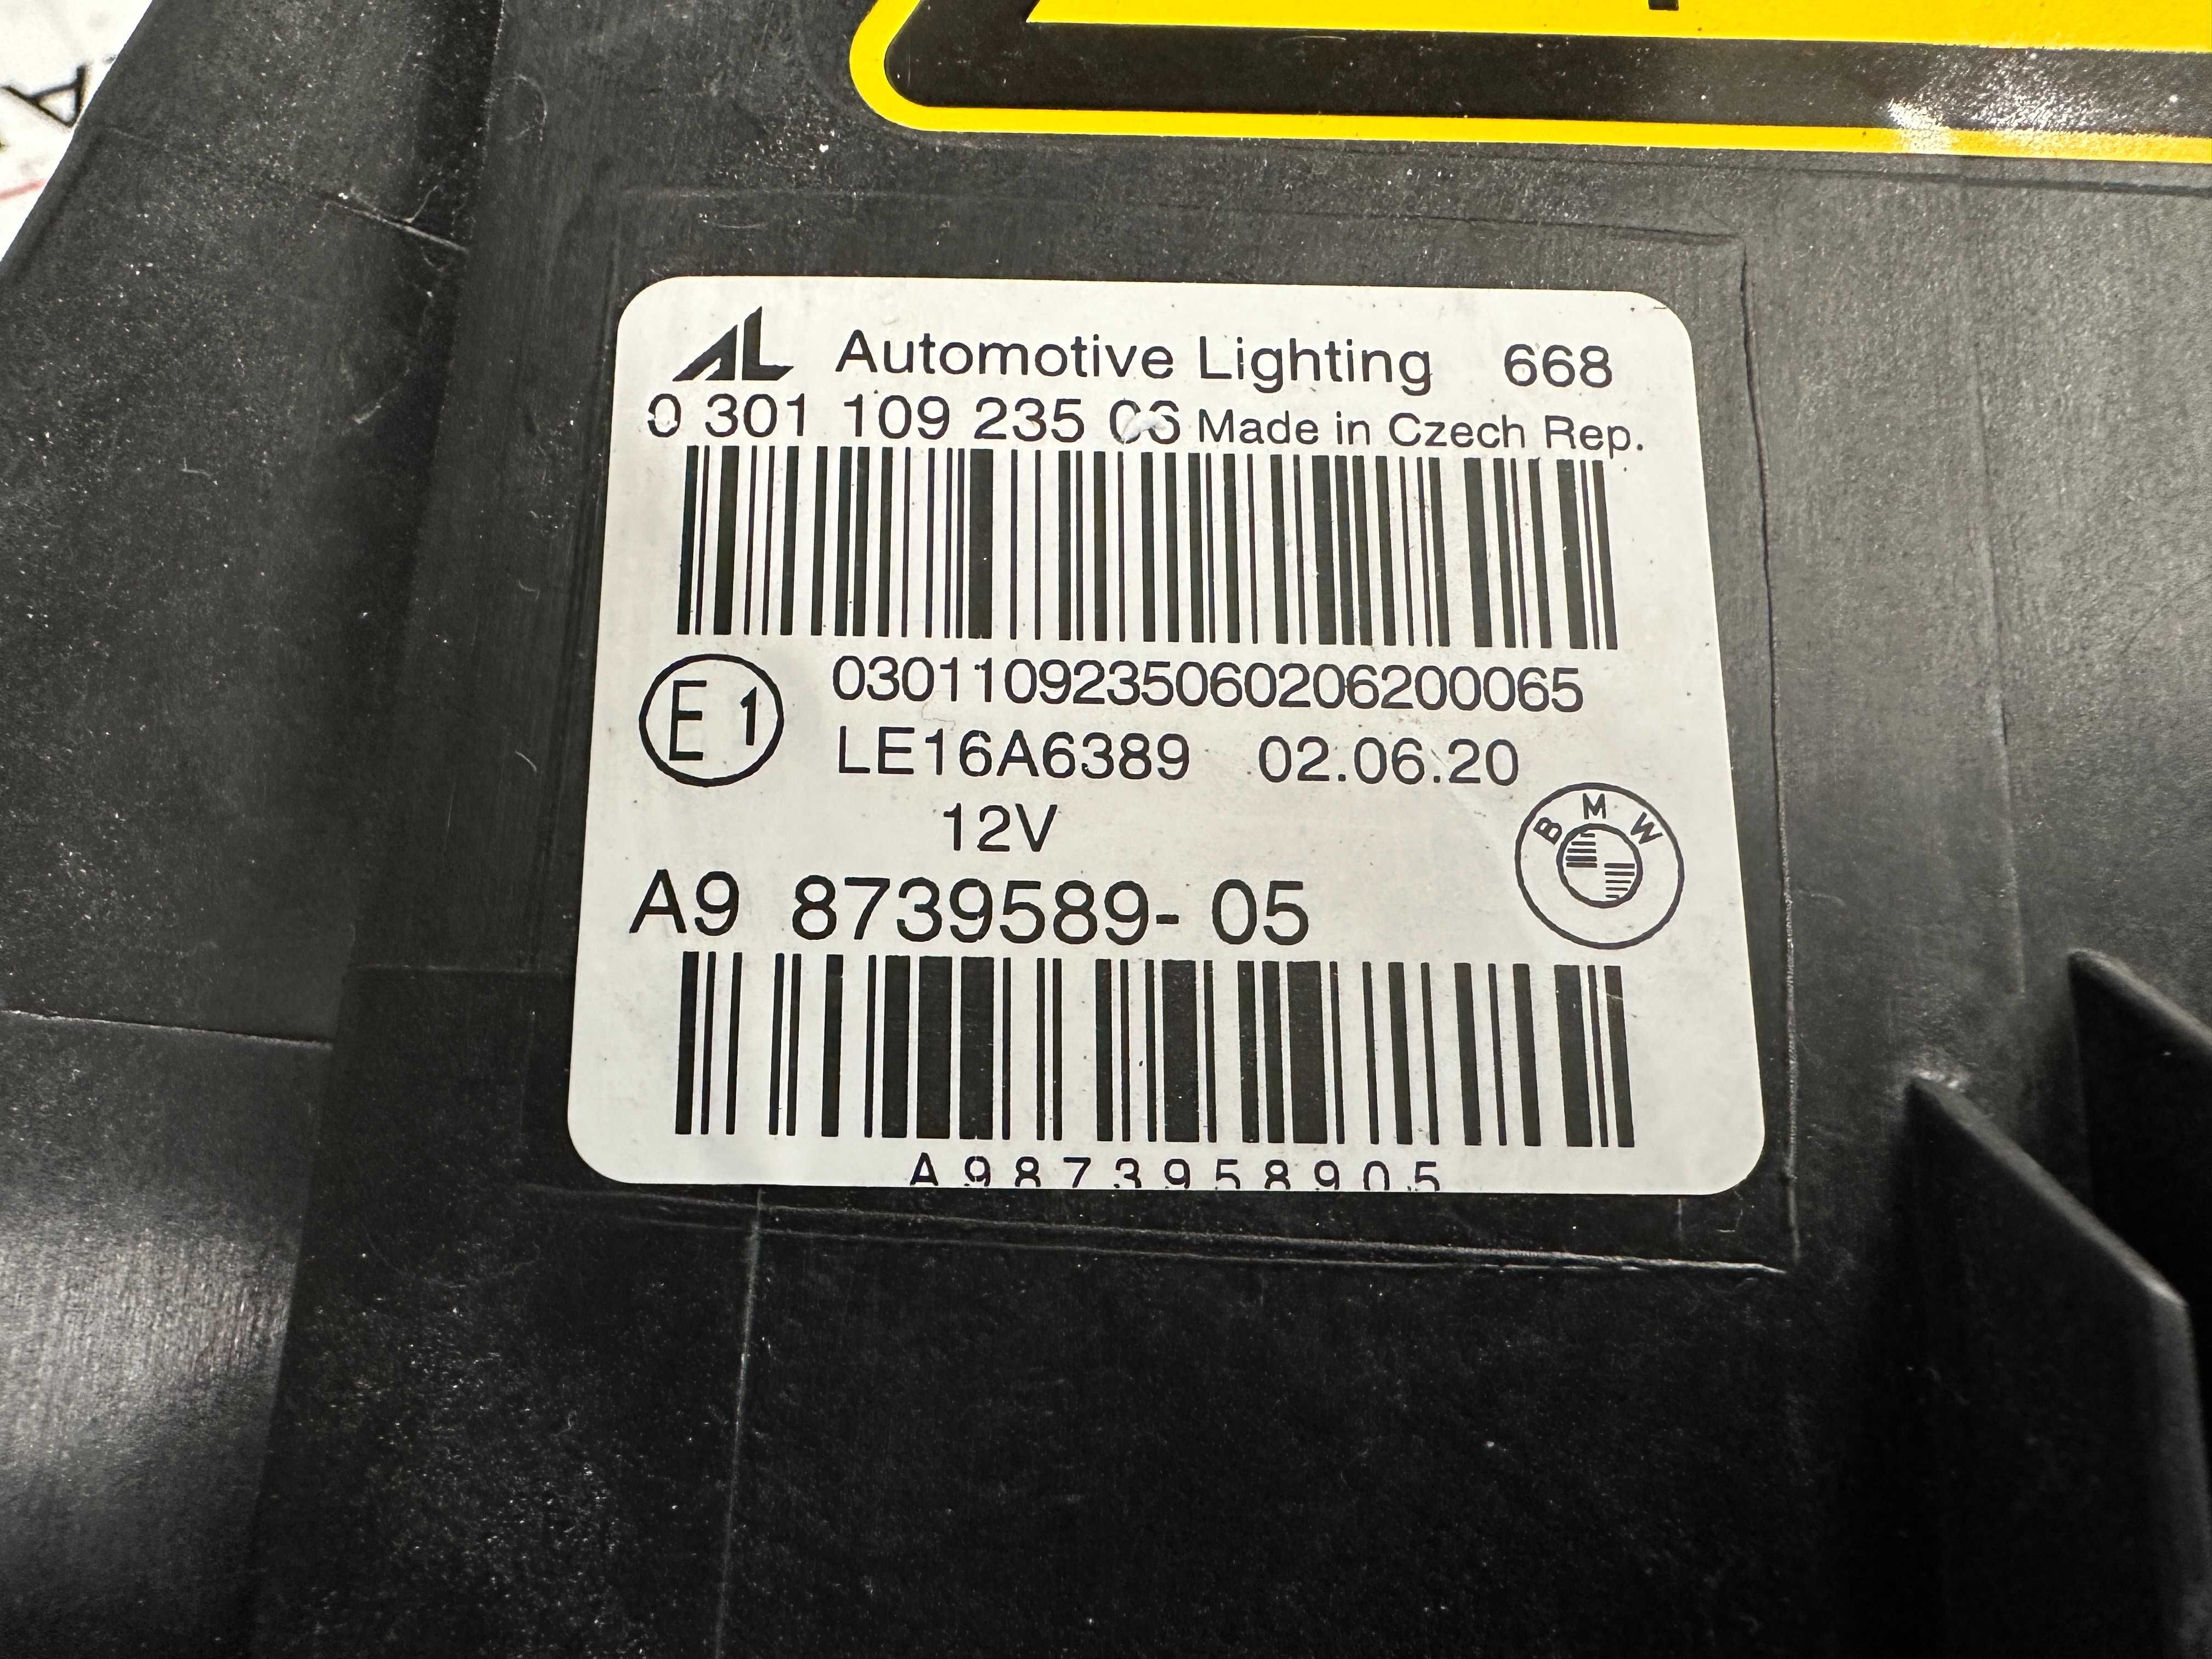 AL Automotive Lighting 668
0 301 109 235 06 Made in Czech Rep.
E1
0301109235060206200065
LE16A6389 02.06.20
12V
BMW
A9 8739589-05
A9873958905